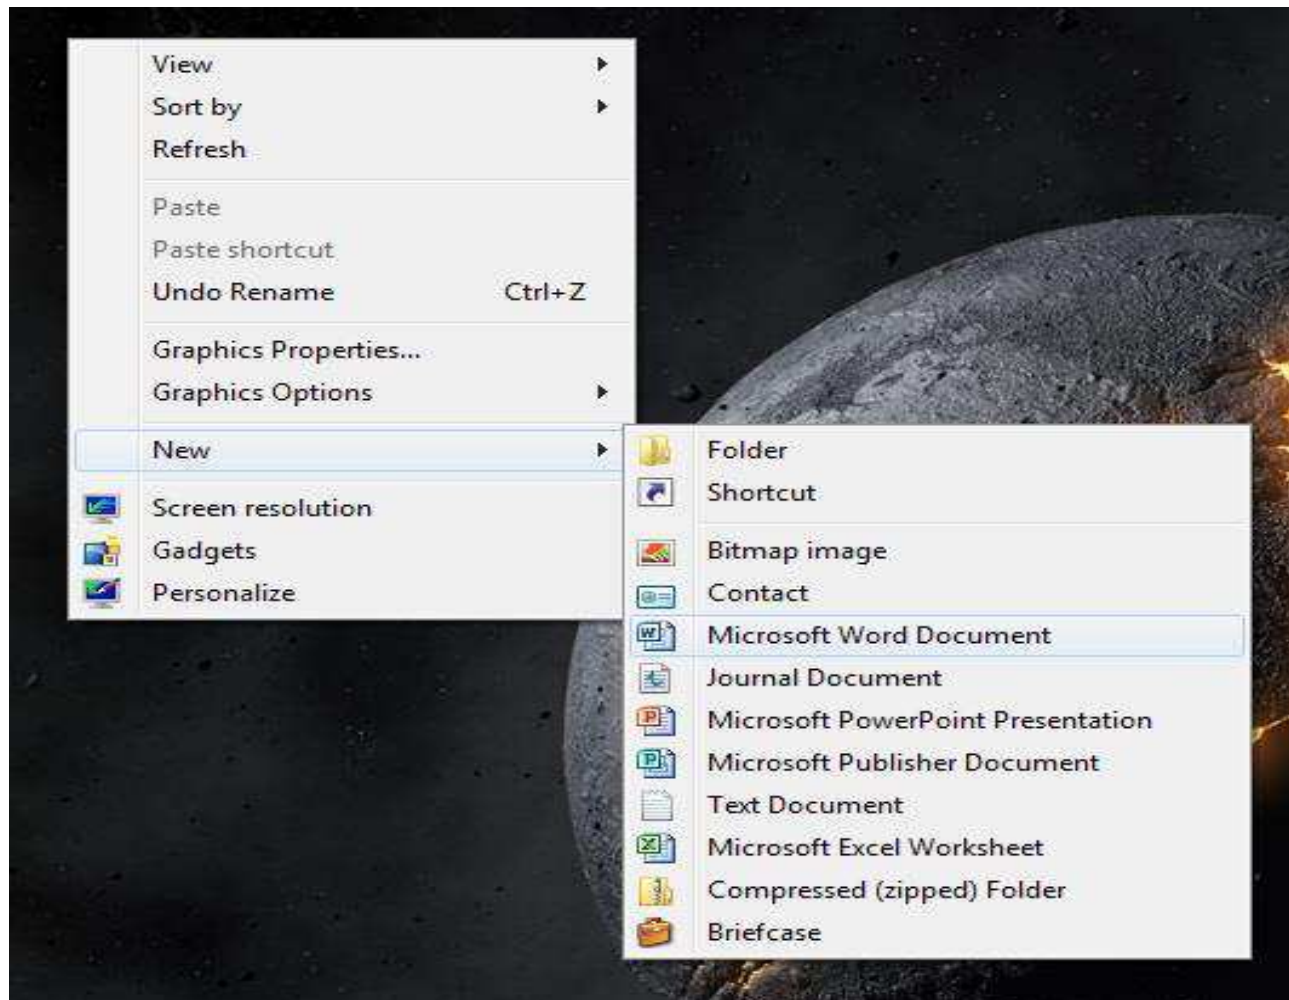 View
Sort by
Refresh
Paste
Paste shortcut
Undo Rename Ctrl+Z
Graphics Properties...
Graphics Options
New
Screen resolution
Gadgets
Personalize
Folder
Shortcut
Bitmap image
Contact
Microsoft Word Document
Journal Document
Microsoft PowerPoint Presentation
Microsoft Publisher Document
Text Document
Microsoft Excel Worksheet
Compressed (zipped) Folder
Briefcase